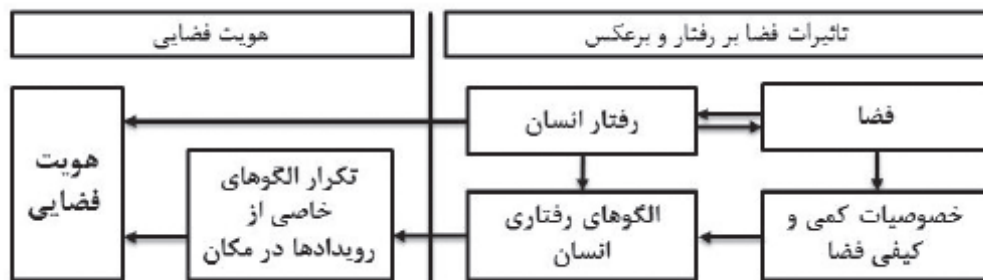 تاثیرات فضا بر رفتار و برعکس
هویت فضایی
فضا
رفتار انسان
هویت
فضایی
خصوصیات کمی و
کیفی فضا
الگوهای رفتاری
انسان
تکرار الگوهای
خاصی از
رویدادها در مکان